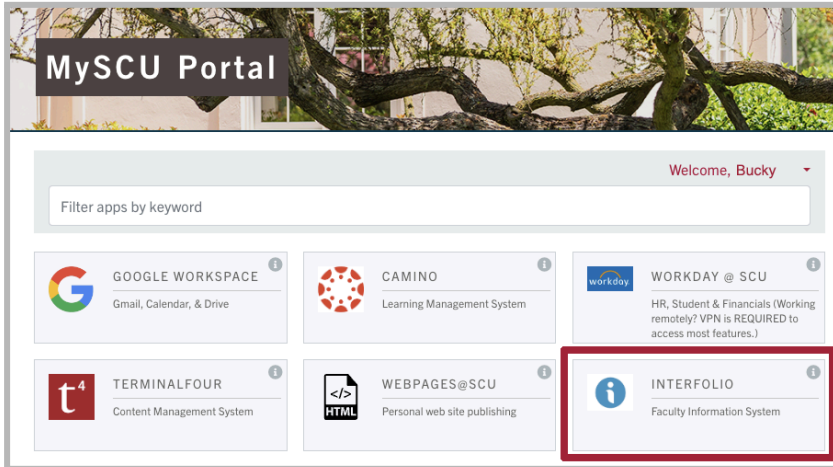 MySCU Portal
Welcome, Bucky
Filter apps by keyword
GOOGLE WORKSPACE
Gmail, Calendar, & Drive
CAMINO
Learning Management System
workday.
WORKDAY @ SCU
HR, Student & Financials (Working
remotely? VPN is REQUIRED to
access most features.)
t4
TERMINALFOUR
Content Management System
</>
HTML
WEBPAGES@SCU
Personal web site publishing
INTERFOLIO
Faculty Information System